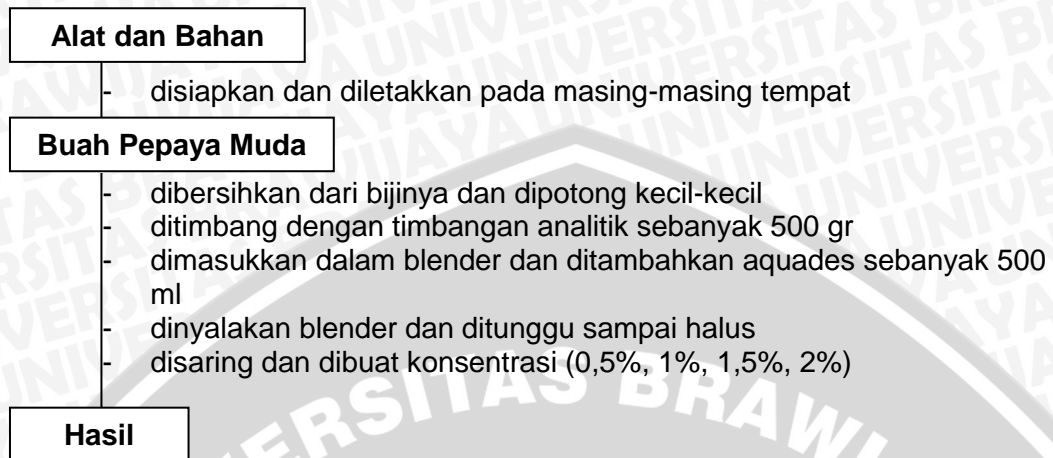 Alat dan Bahan
- disiapkan dan diletakkan pada masing-masing tempat
Buah Pepaya Muda
- dibersihkan dari bijinya dan dipotong kecil-kecil
- ditimbang dengan timbangan analitik sebanyak 500 gr
- dimasukkan dalam blender dan ditambahkan aquades sebanyak 500
ml
- dinyalakan blender dan ditunggu sampai halus
- disaring dan dibuat konsentrasi (0,5%, 1%, 1,5%, 2%)
Hasil